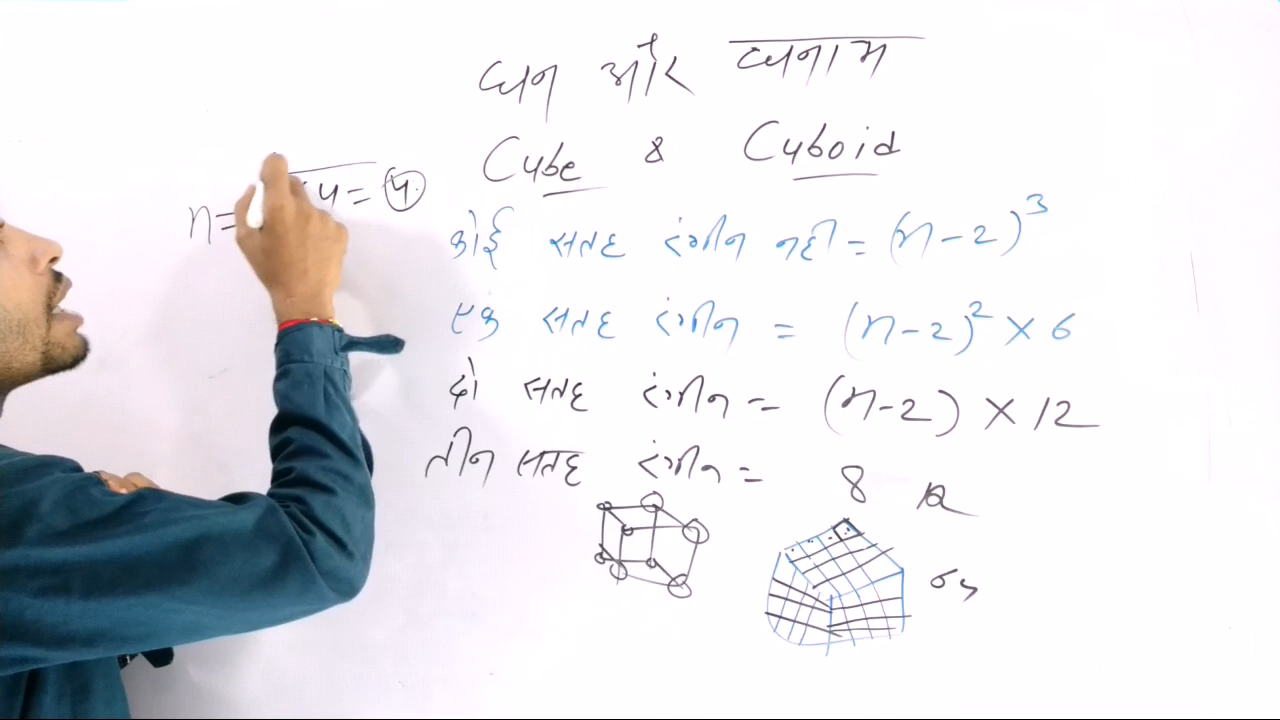 घन और घनाभ
Cube & Cuboid
n= 4= 4
कोई सतह रंगीन नही = (n-2)³
एक सतह रंगीन = (n-2)² × 6
दो सतह रंगीन = (n-2) × 12
तीन सतह रंगीन = 8